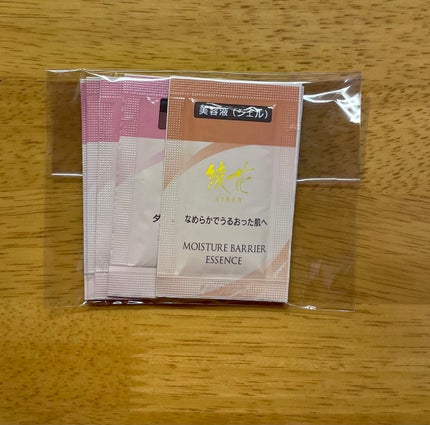 美容液（ジェル）
綾花
AYAKA
なめらかでうるおった肌へ
MOISTURE BARRIER
ESSENCE
ダ